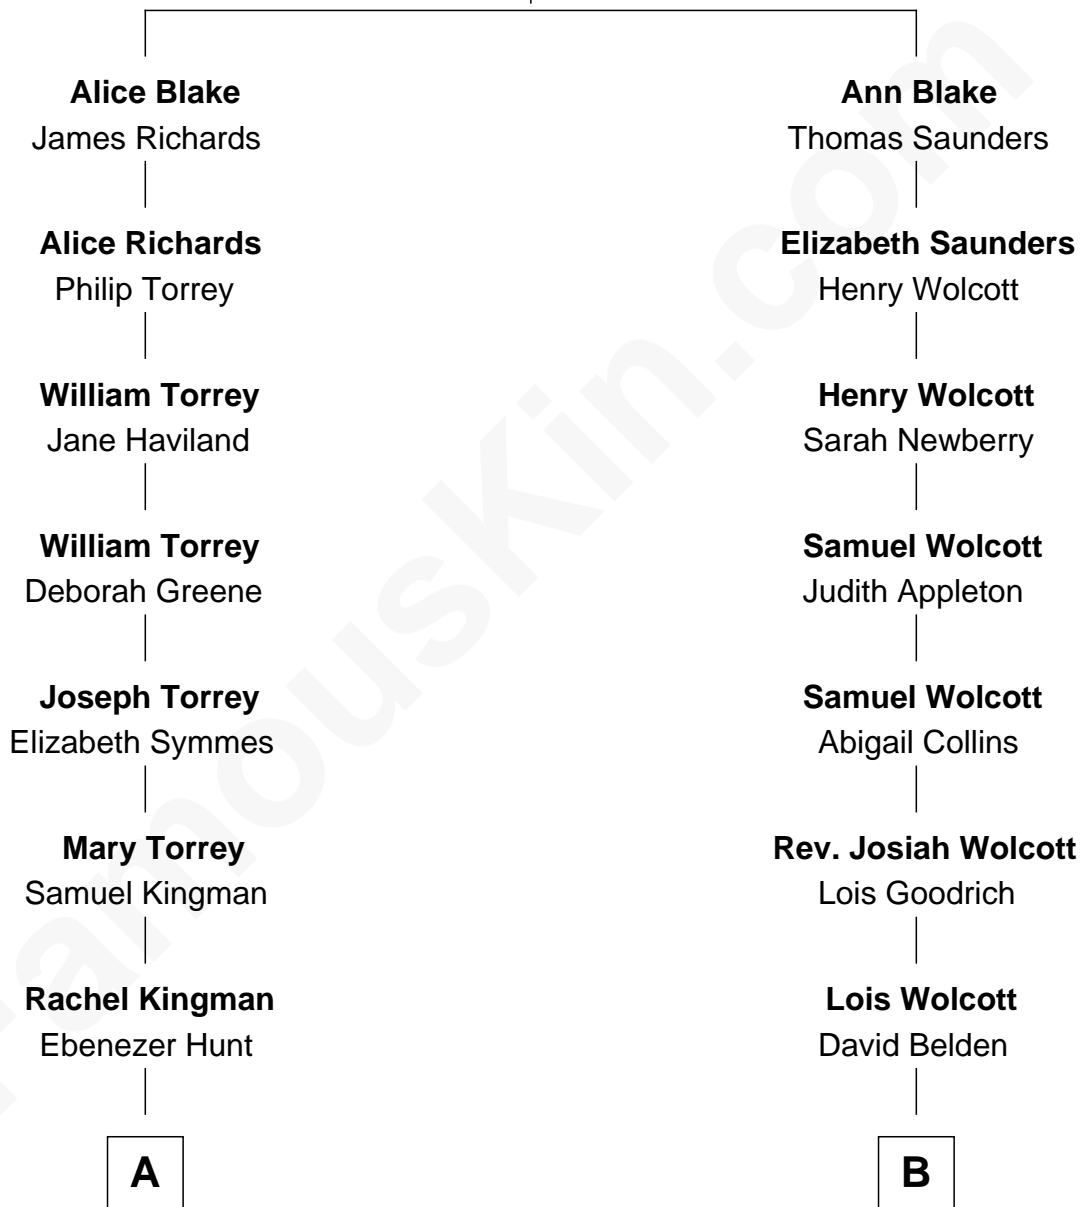 Alice Blake
James Richards
Alice Richards
Philip Torrey
William Torrey
Jane Haviland
William Torrey
Deborah Greene
Joseph Torrey
Elizabeth Symmes
Mary Torrey
Samuel Kingman
Rachel Kingman
Ebenezer Hunt
A
Ann Blake
Thomas Saunders
Elizabeth Saunders
Henry Wolcott
Henry Wolcott
Sarah Newberry
Samuel Wolcott
Judith Appleton
Samuel Wolcott
Abigail Collins
Rev. Josiah Wolcott
Lois Goodrich
Lois Wolcott
David Belden
B
FamousKin.com